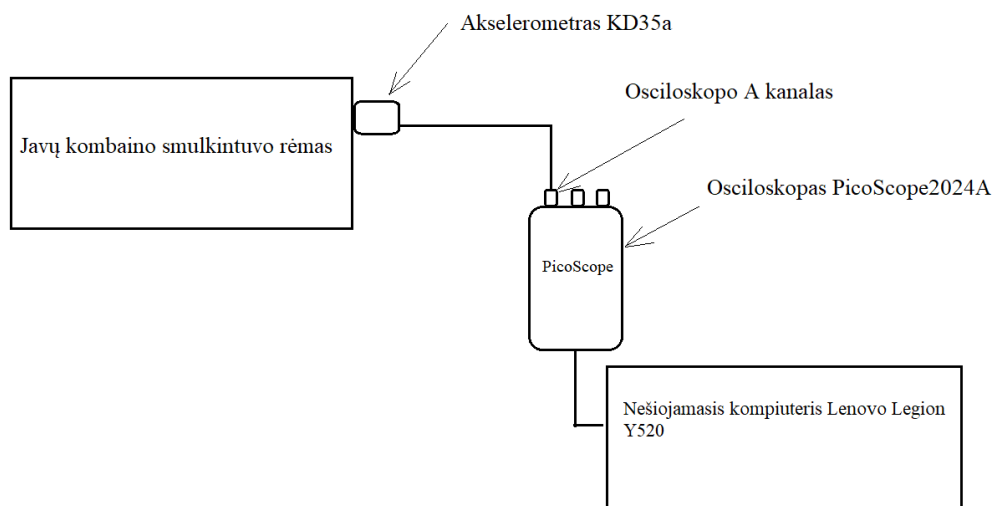 Akselerometras KD35a
Osciloskopo A kanalas
Javų kombaino smulkintuvo rėmas
Osciloskopas PicoScope2024A
PicoScope
Nešiojamasis kompiuteris Lenovo Legion
Y520